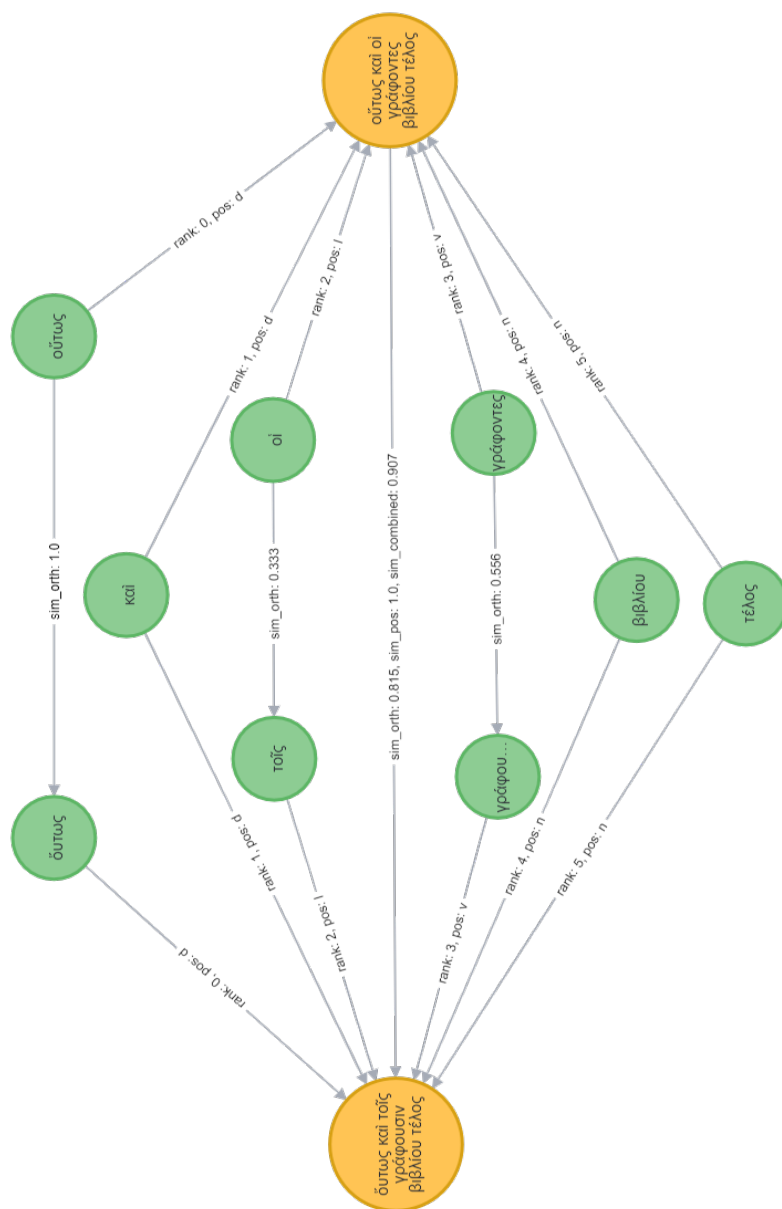 οὕτως καὶ οἱ
γράφοντες
βιβλίου τέλος
rank: 0, pos: d
rank: 1, pos: d
rank: 2, pos: l
rank: 3, pos: v
rank: 4, pos: n
rank: 5, pos: n
οὕτως
καὶ
οἱ
γράφοντες
βιβλίου
τέλος
sim_orth: 1.0
sim_orth: 0.333
sim_orth: 0.815, sim_pos: 1.0, sim_combined: 0.907
sim_orth: 0.556
ὅυτως
τοῖς
γράφου…
rank: 0, pos: d
rank: 1, pos: d
rank: 2, pos: l
rank: 3, pos: v
rank: 4, pos: n
rank: 5, pos: n
ὅυτως καὶ τοῖς
γράφουσιν
βιβλίου τέλος